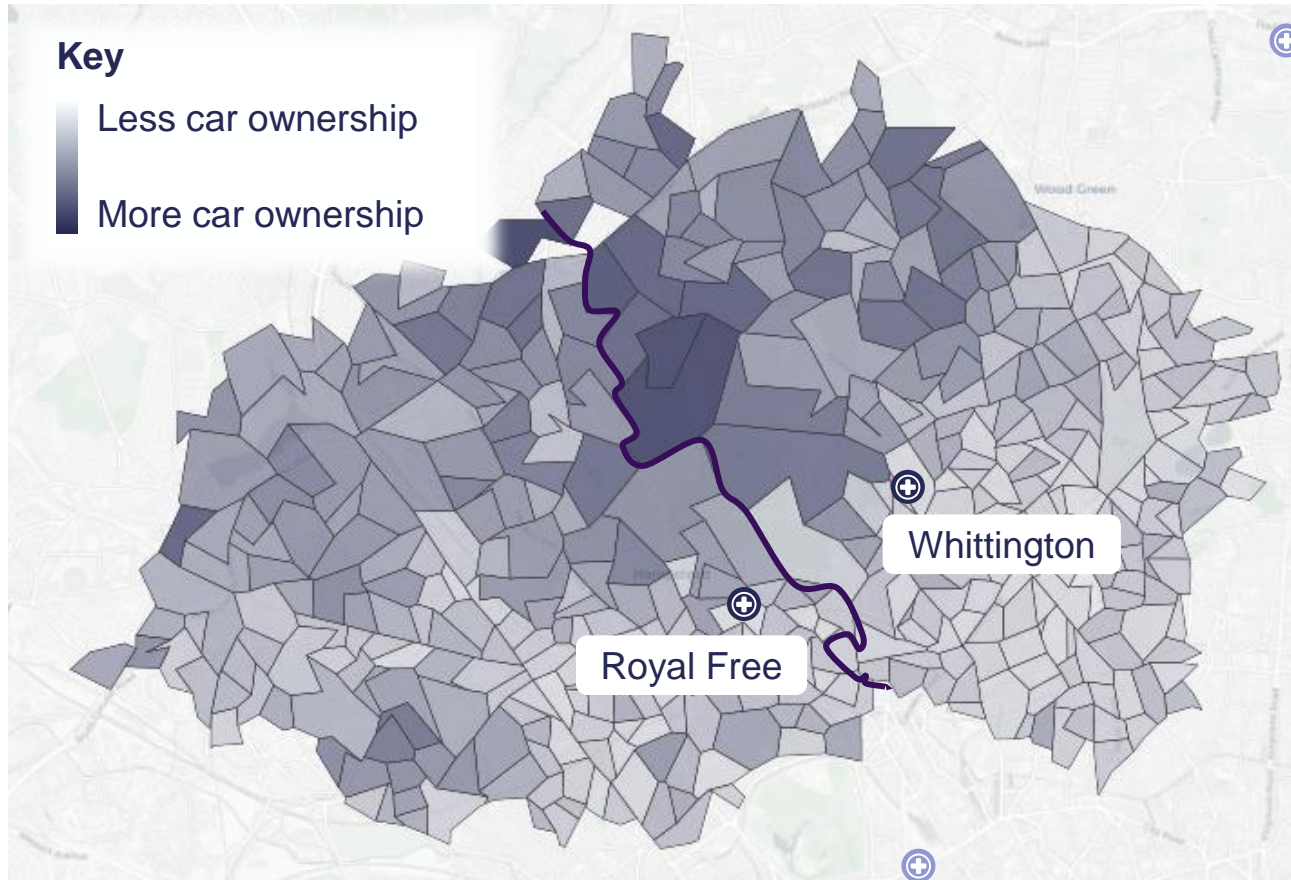 Key
Less car ownership
More car ownership
Wood Green
Whittington
Royal Free